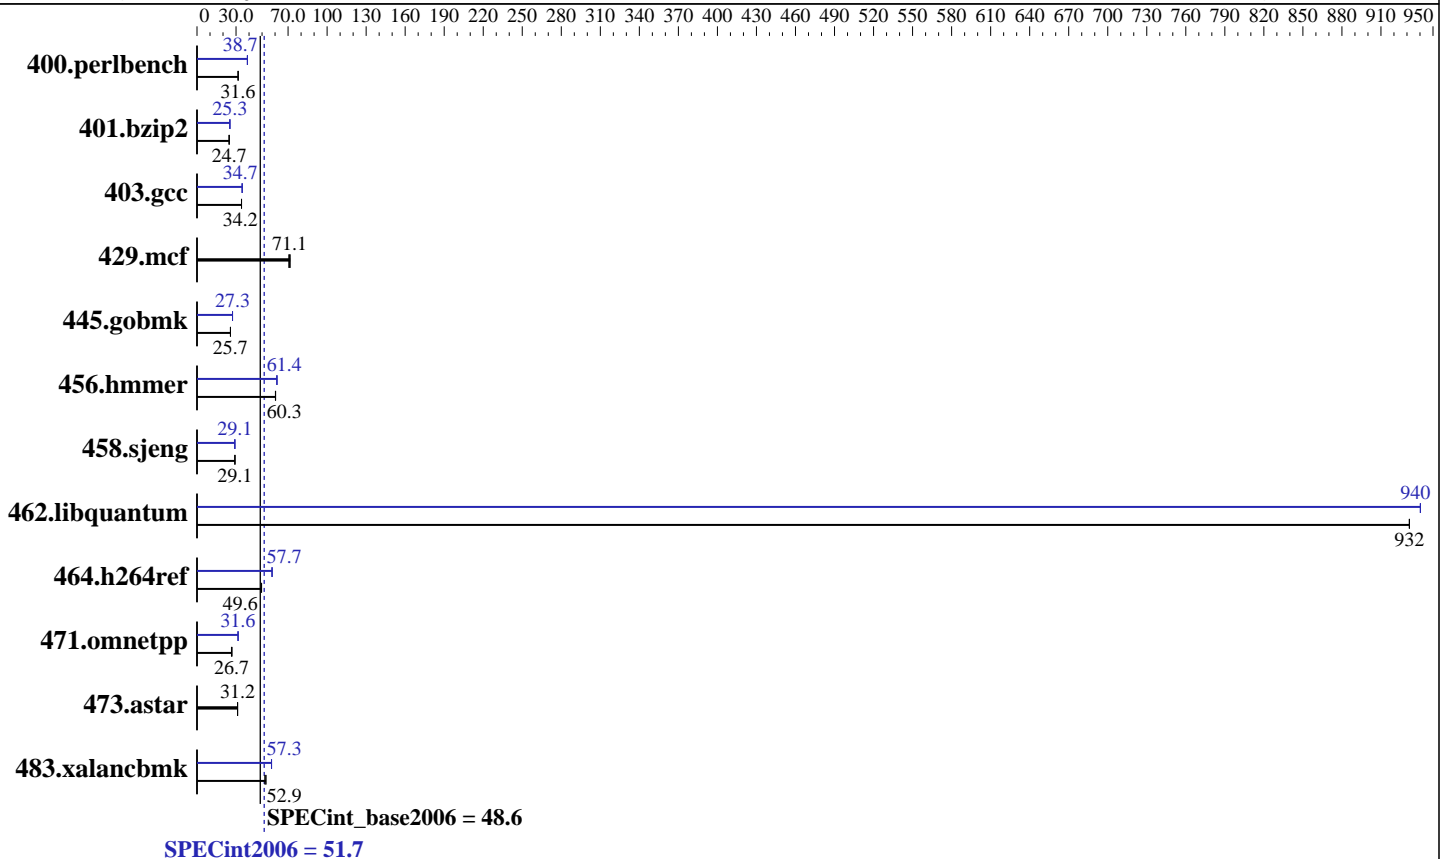 0 30.0 70.0 100 130 160 190 220 250 280 310 340 370 400 430 460 490 520 550 580 610 640 670 700 730 760 790 820 850 880 910 950
38.7
400.perlbench
31.6
25.3
401.bzip2
24.7
34.7
403.gcc
34.2
71.1
429.mcf
27.3
445.gobmk
25.7
61.4
456.hmmer
60.3
29.1
458.sjeng
29.1
940
462.libquantum
932
57.7
464.h264ref
49.6
31.6
471.omnetpp
26.7
31.2
473.astar
57.3
483.xalancbmk
52.9
SPECint_base2006 = 48.6
SPECint2006 = 51.7